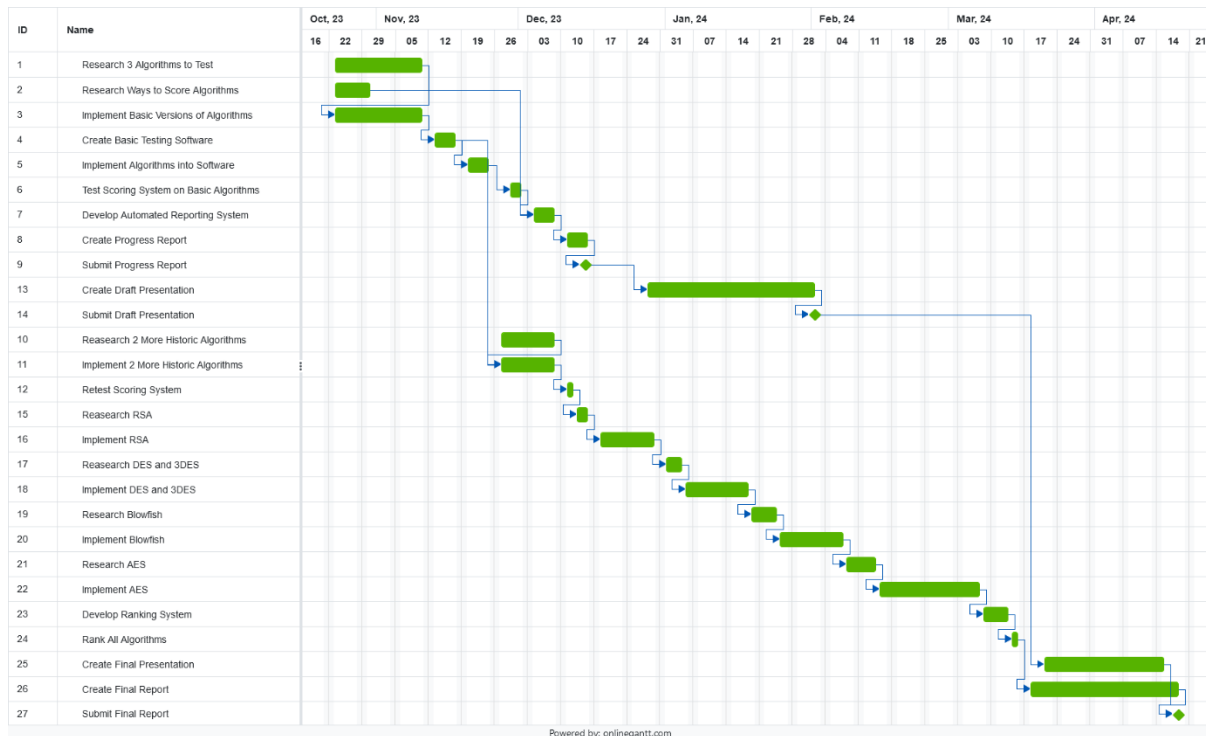 ID Name Oct, 23 Nov, 23 Dec, 23 Jan, 24 Feb, 24 Mar, 24 Apr, 24
16 22 29 05 12 19 26 03 10 17 24 31 07 14 21 28 04 11 18 25 03 10 17 24 31 07 14 21
1 Research 3 Algorithms to Test
2 Research Ways to Score Algorithms
3 Implement Basic Versions of Algorithms
4 Create Basic Testing Software
5 Implement Algorithms into Software
6 Test Scoring System on Basic Algorithms
7 Develop Automated Reporting System
8 Create Progress Report
9 Submit Progress Report
13 Create Draft Presentation
14 Submit Draft Presentation
10 Reasearch 2 More Historic Algorithms
11 Implement 2 More Historic Algorithms
12 Retest Scoring System
15 Reasearch RSA
16 Implement RSA
17 Reasearch DES and 3DES
18 Implement DES and 3DES
19 Research Blowfish
20 Implement Blowfish
21 Research AES
22 Implement AES
23 Develop Ranking System
24 Rank All Algorithms
25 Create Final Presentation
26 Create Final Report
27 Submit Final Report
Powered by: onlinegantt.com